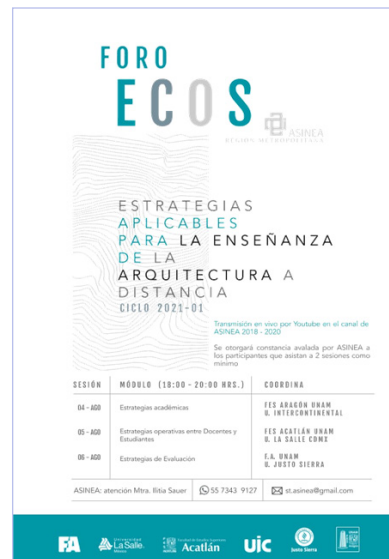 FORO
ECOS
ASINEA
REGIÓN METROPOLITANA
ESTRATEGIAS
APLICABLES
PARA LA ENSEÑANZA
DE LA
ARQUITECTURA A
DISTANCIA
CICLO 2021-01
Transmisión en vivo por Youtube en el canal de
ASINEA 2018 - 2020
Se otorgará constancia avalada por ASINEA a
los participantes que asistan a 2 sesiones como
mínimo
SESIÓN MÓDULO (18:00 - 20:00 HRS.) COORDINA
04 - AGO Estrategias académicas FES ARAGÓN UNAM
U. INTERCONTINENTAL
05 - AGO Estrategias operativas entre Docentes y FES ACATLÁN UNAM
Estudiantes U. LA SALLE CDMX
06 - AGO Estrategias de Evaluación F.A. UNAM
U. JUSTO SIERRA
ASINEA: atención Mtra. Ilitia Sauer 55 7343 9127 st.asinea@gmail.com
FA La Salle Acatlán UIC Justo Sierra